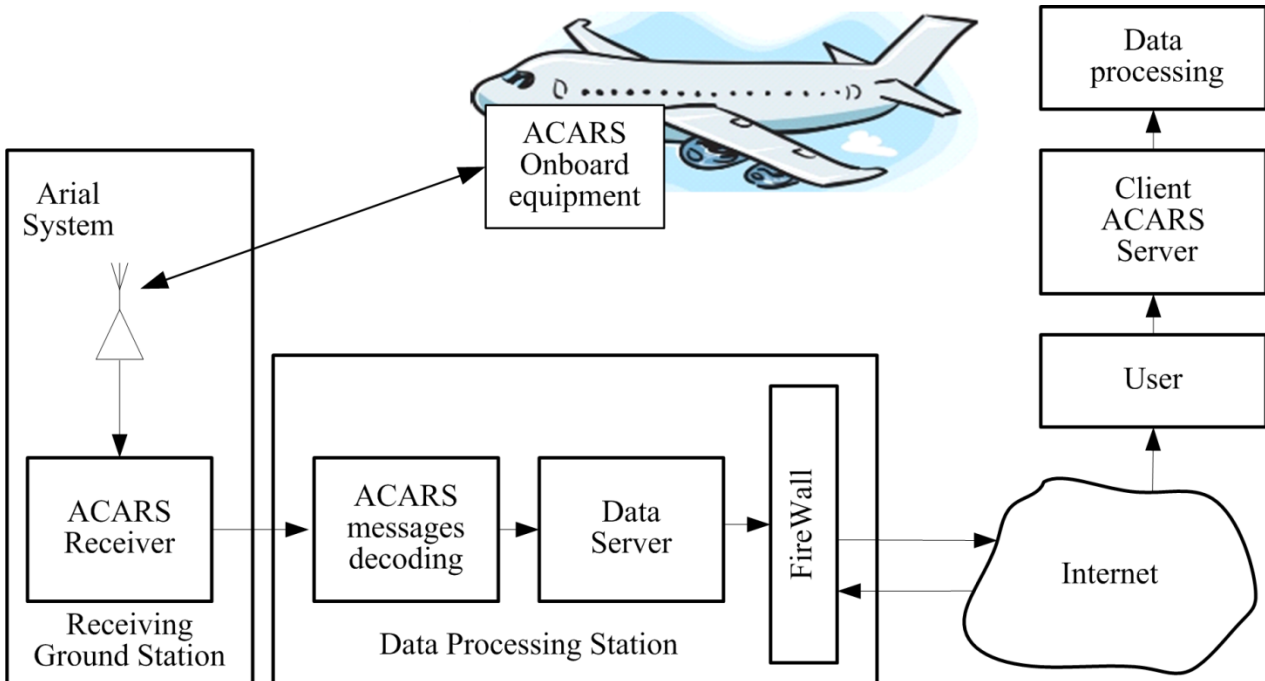 ACARS
Onboard
equipment
Arial
System
ACARS
Receiver
Receiving
Ground Station
ACARS
messages
decoding
Data
Server
FireWall
Data Processing Station
Internet
User
Client
ACARS
Server
Data
processing